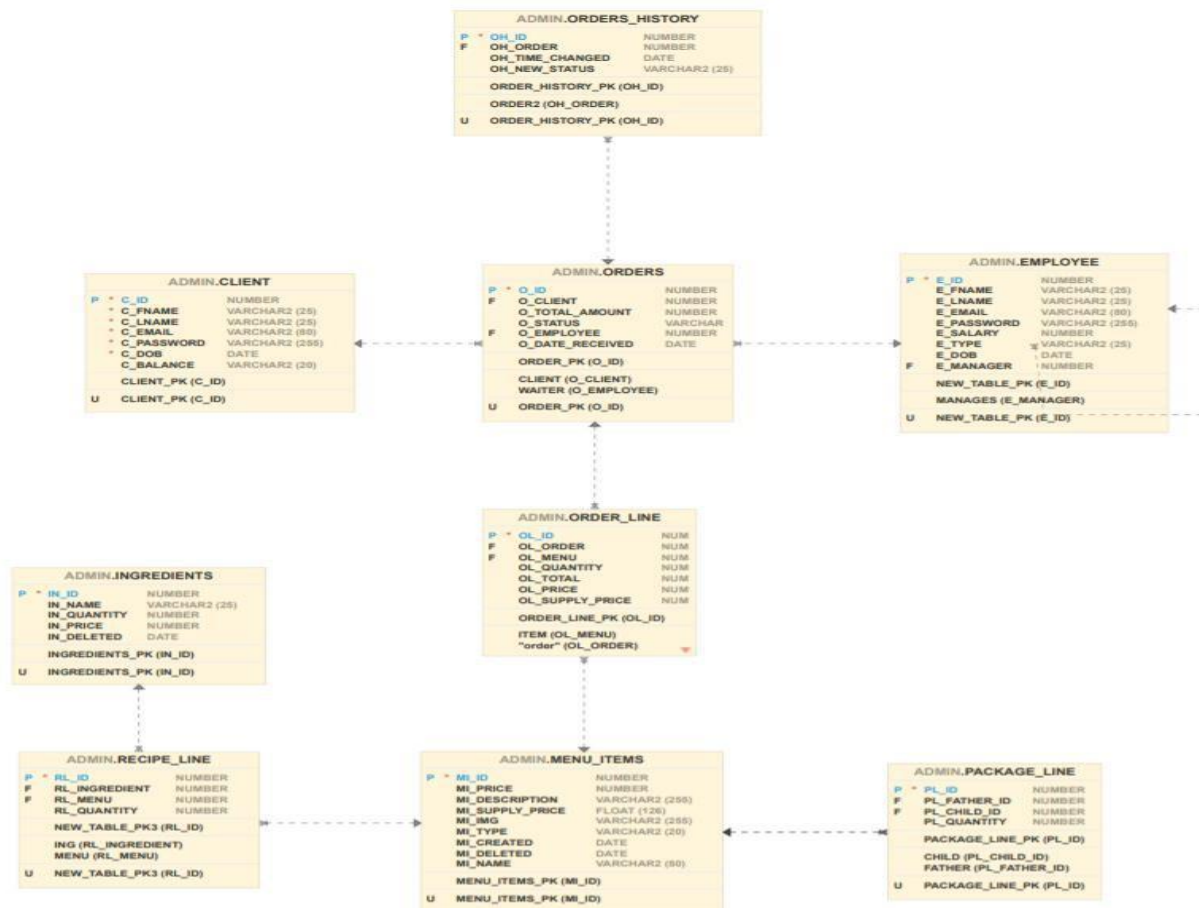 ADMIN.ORDERS_HISTORY
P * OH_ID NUMBER
F OH_ORDER NUMBER
OH_TIME_CHANGED DATE
OH_NEW_STATUS VARCHAR2 (25)
ORDER_HISTORY_PK (OH_ID)
ORDER2 (OH_ORDER)
U ORDER_HISTORY_PK (OH_ID)
ADMIN.CLIENT
P * C_ID NUMBER
* C_FNAME VARCHAR2 (25)
* C_LNAME VARCHAR2 (25)
* C_EMAIL VARCHAR2 (80)
* C_PASSWORD VARCHAR2 (255)
* C_DOB DATE
C_BALANCE VARCHAR2 (20)
CLIENT_PK (C_ID)
U CLIENT_PK (C_ID)
ADMIN.ORDERS
P * O_ID NUMBER
F O_CLIENT NUMBER
O_TOTAL_AMOUNT NUMBER
O_STATUS VARCHAR
F O_EMPLOYEE NUMBER
O_DATE_RECEIVED DATE
ORDER_PK (O_ID)
CLIENT (O_CLIENT)
WAITER (O_EMPLOYEE)
U ORDER_PK (O_ID)
ADMIN.EMPLOYEE
P * E_ID NUMBER
E_FNAME VARCHAR2 (25)
E_LNAME VARCHAR2 (25)
E_EMAIL VARCHAR2 (80)
E_PASSWORD VARCHAR2 (255)
E_SALARY NUMBER
E_TYPE VARCHAR2 (25)
E_DOB DATE
F E_MANAGER NUMBER
NEW_TABLE_PK (E_ID)
MANAGES (E_MANAGER)
U NEW_TABLE_PK (E_ID)
ADMIN.ORDER_LINE
P * OL_ID NUM
F OL_ORDER NUM
F OL_MENU NUM
OL_QUANTITY NUM
OL_TOTAL NUM
OL_PRICE NUM
OL_SUPPLY_PRICE NUM
ORDER_LINE_PK (OL_ID)
ITEM (OL_MENU)
"order" (OL_ORDER)
ADMIN.INGREDIENTS
P * IN_ID NUMBER
IN_NAME VARCHAR2 (25)
IN_QUANTITY NUMBER
IN_PRICE NUMBER
IN_DELETED DATE
INGREDIENTS_PK (IN_ID)
U INGREDIENTS_PK (IN_ID)
ADMIN.RECIPE_LINE
P * RL_ID NUMBER
F RL_INGREDIENT NUMBER
F RL_MENU NUMBER
RL_QUANTITY NUMBER
NEW_TABLE_PK3 (RL_ID)
ING (RL_INGREDIENT)
MENU (RL_MENU)
U NEW_TABLE_PK3 (RL_ID)
ADMIN.MENU_ITEMS
P * MI_ID NUMBER
MI_PRICE NUMBER
MI_DESCRIPTION VARCHAR2 (255)
MI_SUPPLY_PRICE FLOAT (126)
MI_IMG VARCHAR2 (255)
MI_TYPE VARCHAR2 (20)
MI_CREATED DATE
MI_DELETED DATE
MI_NAME VARCHAR2 (50)
MENU_ITEMS_PK (MI_ID)
U MENU_ITEMS_PK (MI_ID)
ADMIN.PACKAGE_LINE
P * PL_ID NUMBER
F PL_FATHER_ID NUMBER
F PL_CHILD_ID NUMBER
PL_QUANTITY NUMBER
PACKAGE_LINE_PK (PL_ID)
CHILD (PL_CHILD_ID)
FATHER (PL_FATHER_ID)
U PACKAGE_LINE_PK (PL_ID)